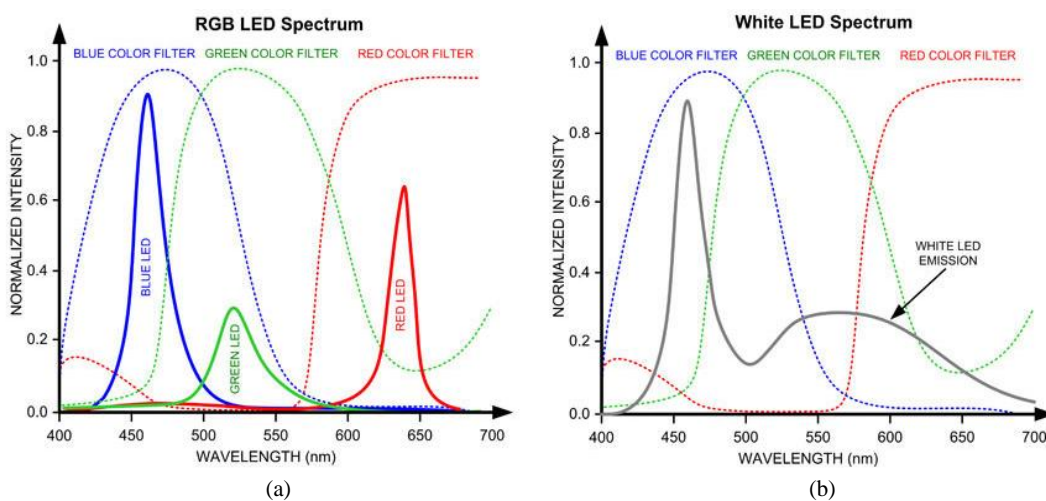 RGB LED Spectrum
BLUE COLOR FILTER GREEN COLOR FILTER RED COLOR FILTER
NORMALIZED INTENSITY
1.0
0.8
0.6
0.4
0.2
0.0
BLUE LED
GREEN LED
RED LED
400 450 500 550 600 650 700
WAVELENGTH (nm)
(a)
White LED Spectrum
BLUE COLOR FILTER GREEN COLOR FILTER RED COLOR FILTER
NORMALIZED INTENSITY
1.0
0.8
0.6
0.4
0.2
0.0
WHITE LED
EMISSION
400 450 500 550 600 650 700
WAVELENGTH (nm)
(b)